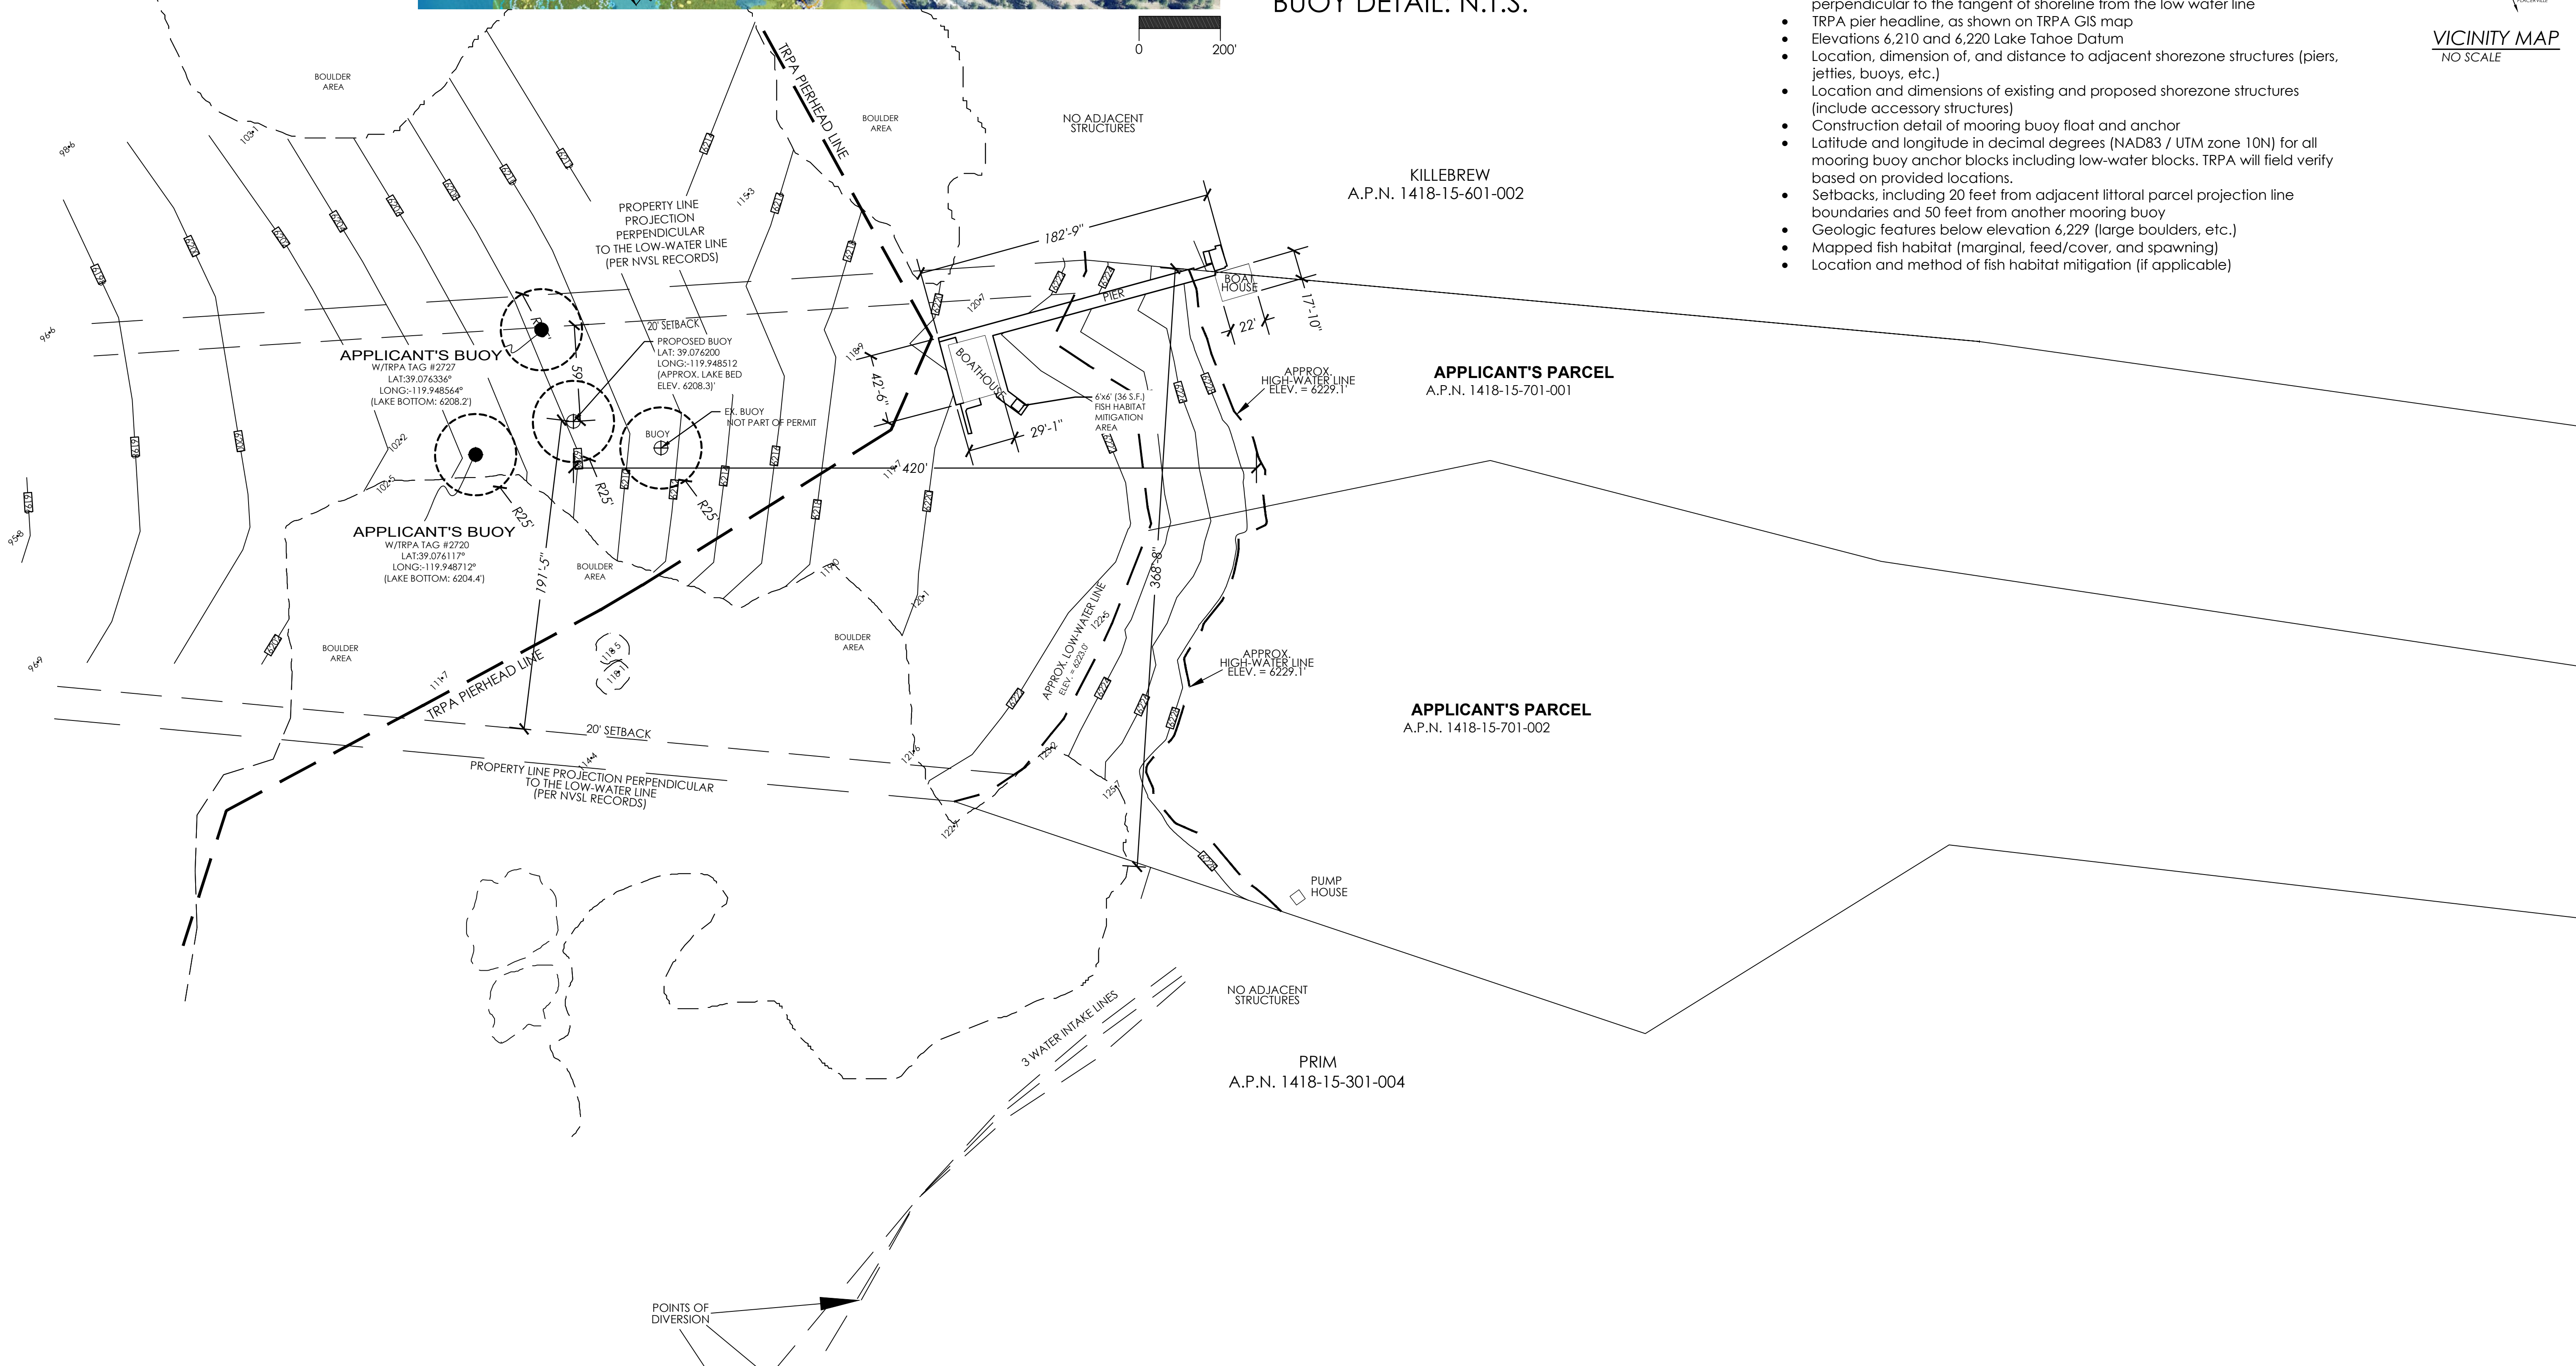 BUOY DETAIL: N.T.S.
0 200'
perpendicular to the tangent of shoreline from the low water line
• TRPA pier headline, as shown on TRPA GIS map
• Elevations 6,210 and 6,220 Lake Tahoe Datum
• Location, dimension of, and distance to adjacent shorezone structures (piers,
jetties, buoys, etc.)
• Location and dimensions of existing and proposed shorezone structures
(include accessory structures)
• Construction detail of mooring buoy float and anchor
• Latitude and longitude in decimal degrees (NAD83 / UTM zone 10N) for all
mooring buoy anchor blocks including low-water blocks. TRPA will field verify
based on provided locations.
• Setbacks, including 20 feet from adjacent littoral parcel projection line
boundaries and 50 feet from another mooring buoy
• Geologic features below elevation 6,229 (large boulders, etc.)
• Mapped fish habitat (marginal, feed/cover, and spawning)
• Location and method of fish habitat mitigation (if applicable)
VICINITY MAP
NO SCALE
BOULDER
AREA
TRPA PIERHEAD LINE
BOULDER
AREA
NO ADJACENT
STRUCTURES
KILLEBREW
A.P.N. 1418-15-601-002
PROPERTY LINE
PROJECTION
PERPENDICULAR
TO THE LOW-WATER LINE
(PER NVSL RECORDS)
182'-9"
PIER
BOAT
HOUSE
22'
17'-10"
20' SETBACK
PROPOSED BUOY
LAT: 39.076200
LONG:-119.948512
(APPROX. LAKE BED
ELEV. 6208.3)'
APPLICANT'S BUOY
W/TRPA TAG #2727
LAT:39.076336°
LONG:-119.948564°
(LAKE BOTTOM: 6208.2')
59'
42'-6"
BOATHOUSE
29'-1"
6'x6' (36 S.F.)
FISH HABITAT
MITIGATION
AREA
APPROX.
HIGH-WATER LINE
ELEV. = 6229.1'
APPLICANT'S PARCEL
A.P.N. 1418-15-701-001
EX. BUOY
NOT PART OF PERMIT
BUOY
420'
R25'
R25'
R25'
APPLICANT'S BUOY
W/TRPA TAG #2720
LAT:39.076117°
LONG:-119.948712°
(LAKE BOTTOM: 6204.4')
191'-5"
368'-8"
BOULDER
AREA
BOULDER
AREA
BOULDER
AREA
APPROX. LOW-WATER LINE
ELEV. = 6223.0'
APPROX.
HIGH-WATER LINE
ELEV. = 6229.1'
APPLICANT'S PARCEL
A.P.N. 1418-15-701-002
TRPA PIERHEAD LINE
20' SETBACK
PROPERTY LINE PROJECTION PERPENDICULAR
TO THE LOW-WATER LINE
(PER NVSL RECORDS)
PUMP
HOUSE
NO ADJACENT
STRUCTURES
3 WATER INTAKE LINES
PRIM
A.P.N. 1418-15-301-004
POINTS OF
DIVERSION